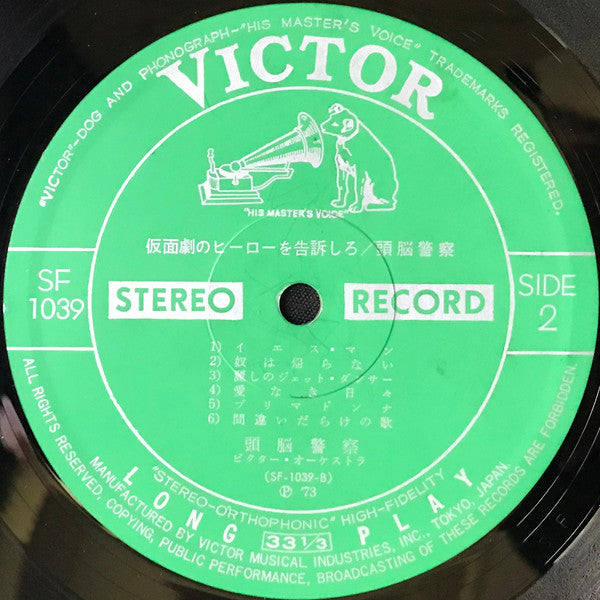 "VICTOR"-DOG AND PHONOGRAPH-"HIS MASTER'S VOICE" TRADEMARKS REGISTERED.
VICTOR
"HIS MASTER'S VOICE"
仮面劇のヒーローを告訴しろ/頭脳警察
SF
1039
STEREO RECORD
SIDE
2
1) イエス・マン
2) 奴は帰らない
3) 麗しのジェット・ダンサー
4) 愛なき日々
5) プリマドンナ
6)間違いだらけの歌
頭脳警察
ビクター・オーケストラ
(SF-1039-B)
Ⓟ '73
"STEREO-ORTHOPHONIC" HIGH-FIDELITY
LONG 33 1/3 PLAY
MANUFACTURED BY VICTOR MUSICAL INDUSTRIES, INC., TOKYO, JAPAN.
ALL RIGHTS RESERVED, COPYING, PUBLIC PERFORMANCE, BROADCASTING OF THESE RECORDS ARE FORBIDDEN.